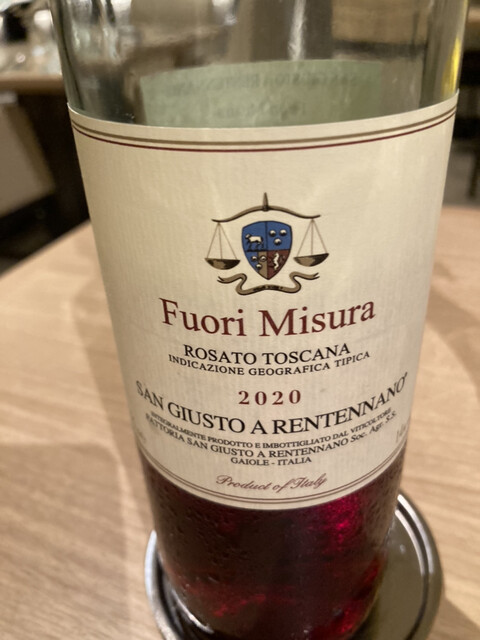 Fuori Misura
ROSATO TOSCANA
INDICAZIONE GEOGRAFICA TIPICA
2020
SAN GIUSTO A RENTENNANO®
INTEGRALMENTE PRODOTTO E IMBOTTIGLIATO DAL VITICOLTORE
FATTORIA SAN GIUSTO A RENTENNANO Soc. Agr. S.S.
GAIOLE - ITALIA
Product of Italy